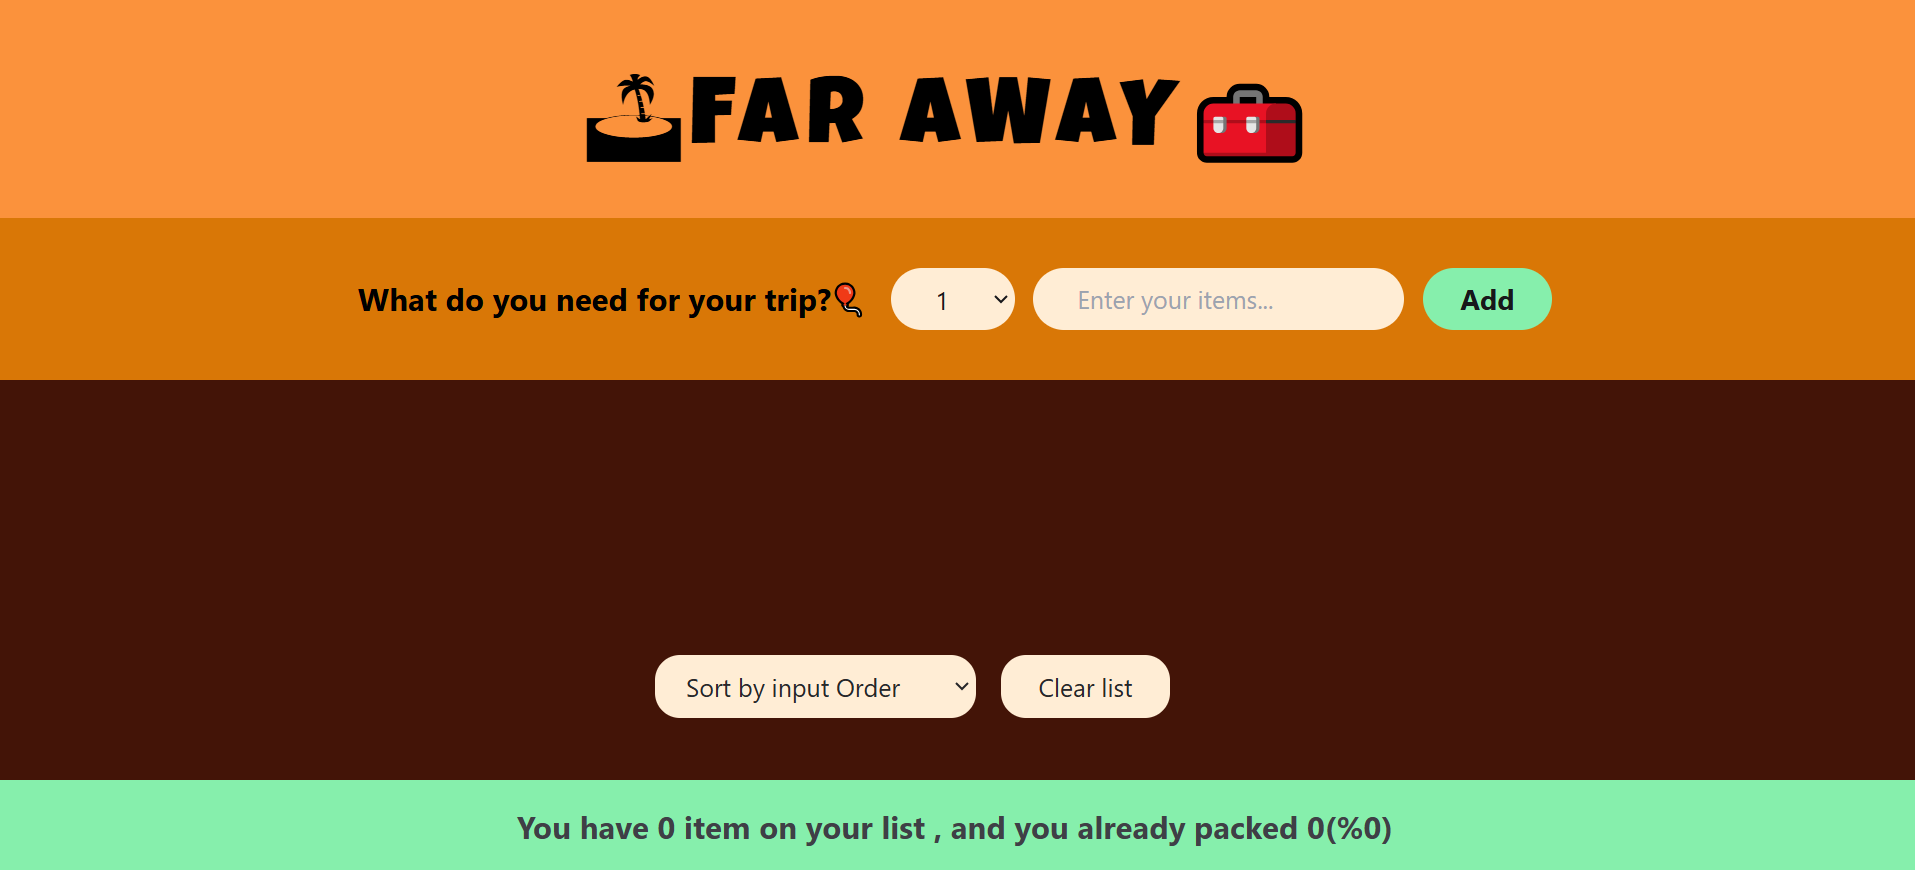 FAR AWAY
What do you need for your trip? 1 Enter your items... Add
Sort by input Order Clear list
You have 0 item on your list , and you already packed 0(%0)